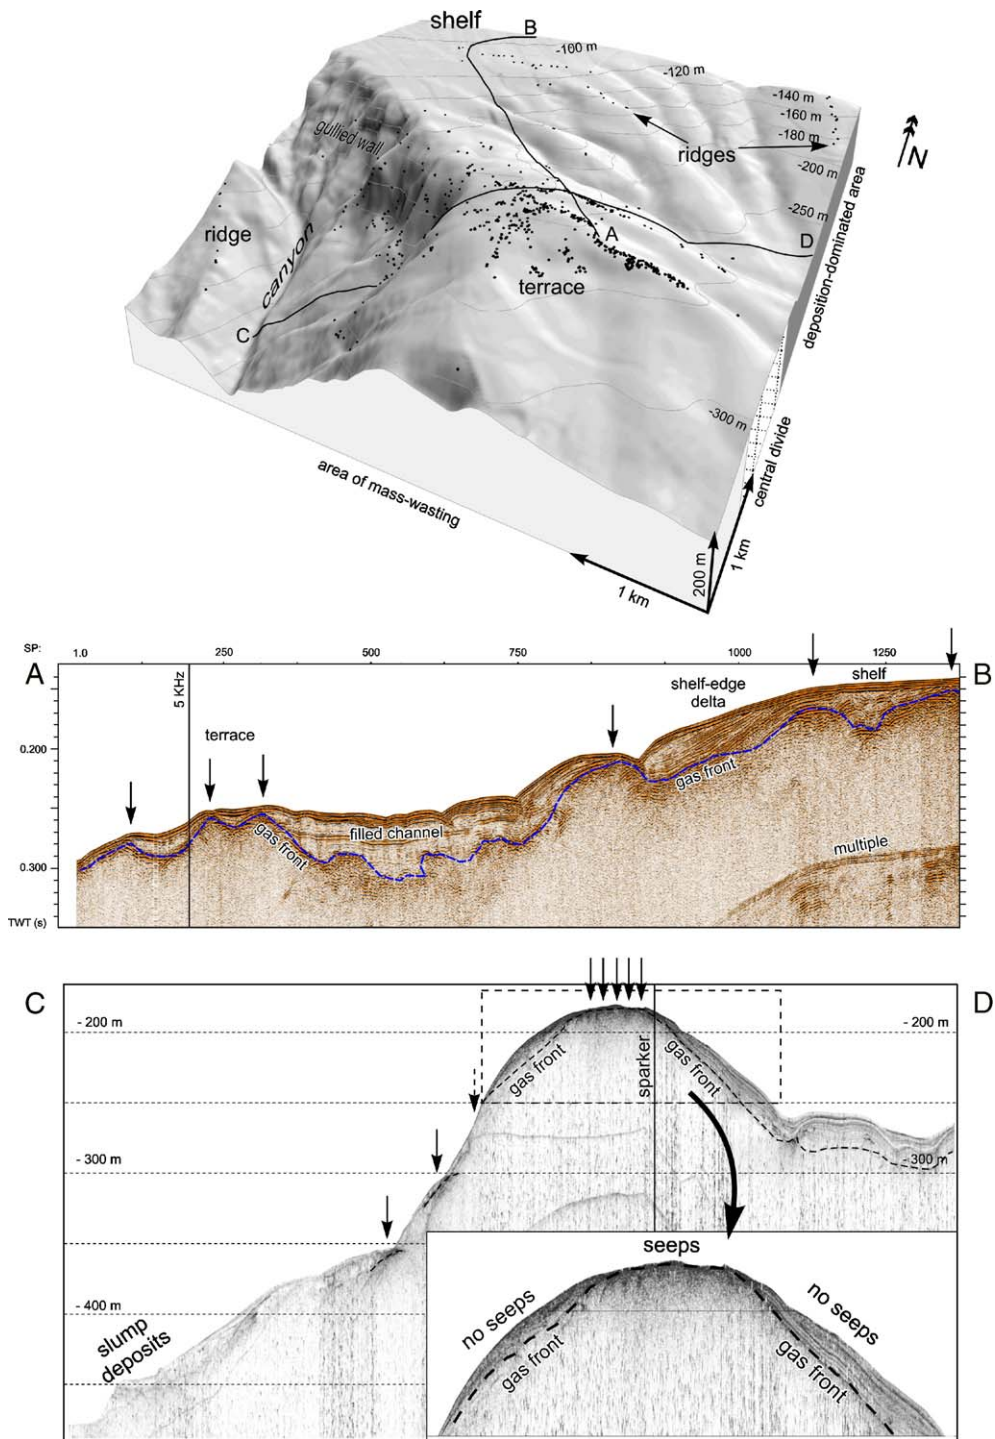 shelf
B
-100 m
-120 m
-140 m
-160 m
-180 m
-200 m
-250 m
-300 m
gullied wall
ridges
N
ridge
canyon
A
D
terrace
C
deposition-dominated area
central divide
area of mass-wasting
200 m
1 km
1 km
SP: 1.0 250 500 750 1000 1250
A
B
5 KHz
shelf
shelf-edge
delta
terrace
0.200
gas front
gas front
filled channel
multiple
0.300
TWT (s)
C
D
- 200 m
- 200 m
gas front
sparker
gas front
- 300 m
- 300 m
seeps
- 400 m
no seeps
no seeps
slump
deposits
gas front
gas front